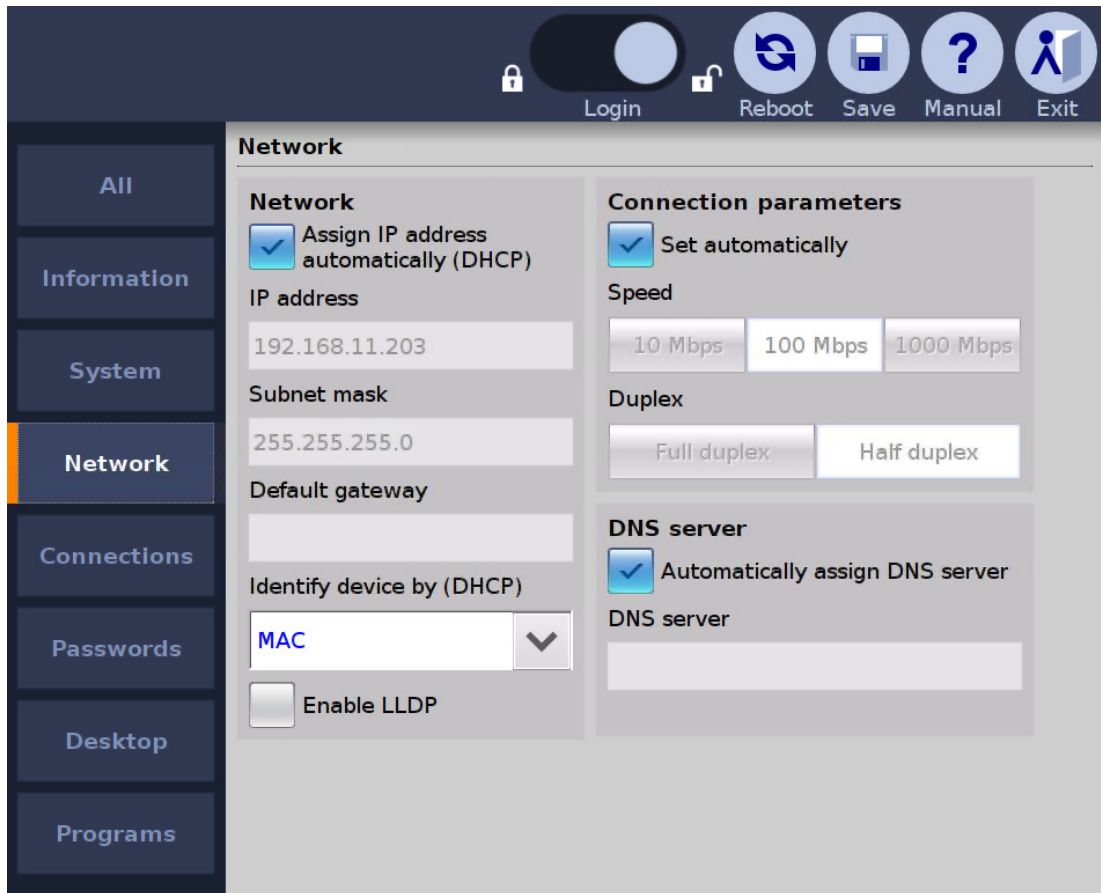 Login
Reboot
Save
?
Manual
Exit
All
Information
System
Network
Connections
Passwords
Desktop
Programs
Network
Network
Assign IP address
automatically (DHCP)
IP address
192.168.11.203
Subnet mask
255.255.255.0
Default gateway
Identify device by (DHCP)
MAC
Enable LLDP
Connection parameters
Set automatically
Speed
10 Mbps 100 Mbps 1000 Mbps
Duplex
Full duplex Half duplex
DNS server
Automatically assign DNS server
DNS server